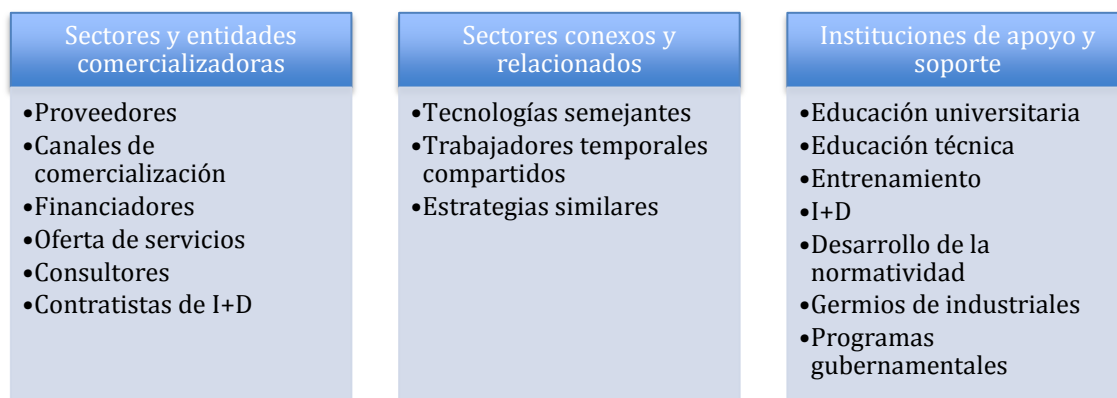 Sectores y entidades
comercializadoras
•Proveedores
•Canales de
comercialización
•Financiadores
•Oferta de servicios
•Consultores
•Contratistas de I+D
Sectores conexos y
relacionados
•Tecnologías semejantes
•Trabajadores temporales
compartidos
•Estrategias similares
Instituciones de apoyo y
soporte
•Educación universitaria
•Educación técnica
•Entrenamiento
•I+D
•Desarrollo de la
normatividad
•Germios de industriales
•Programas
gubernamentales